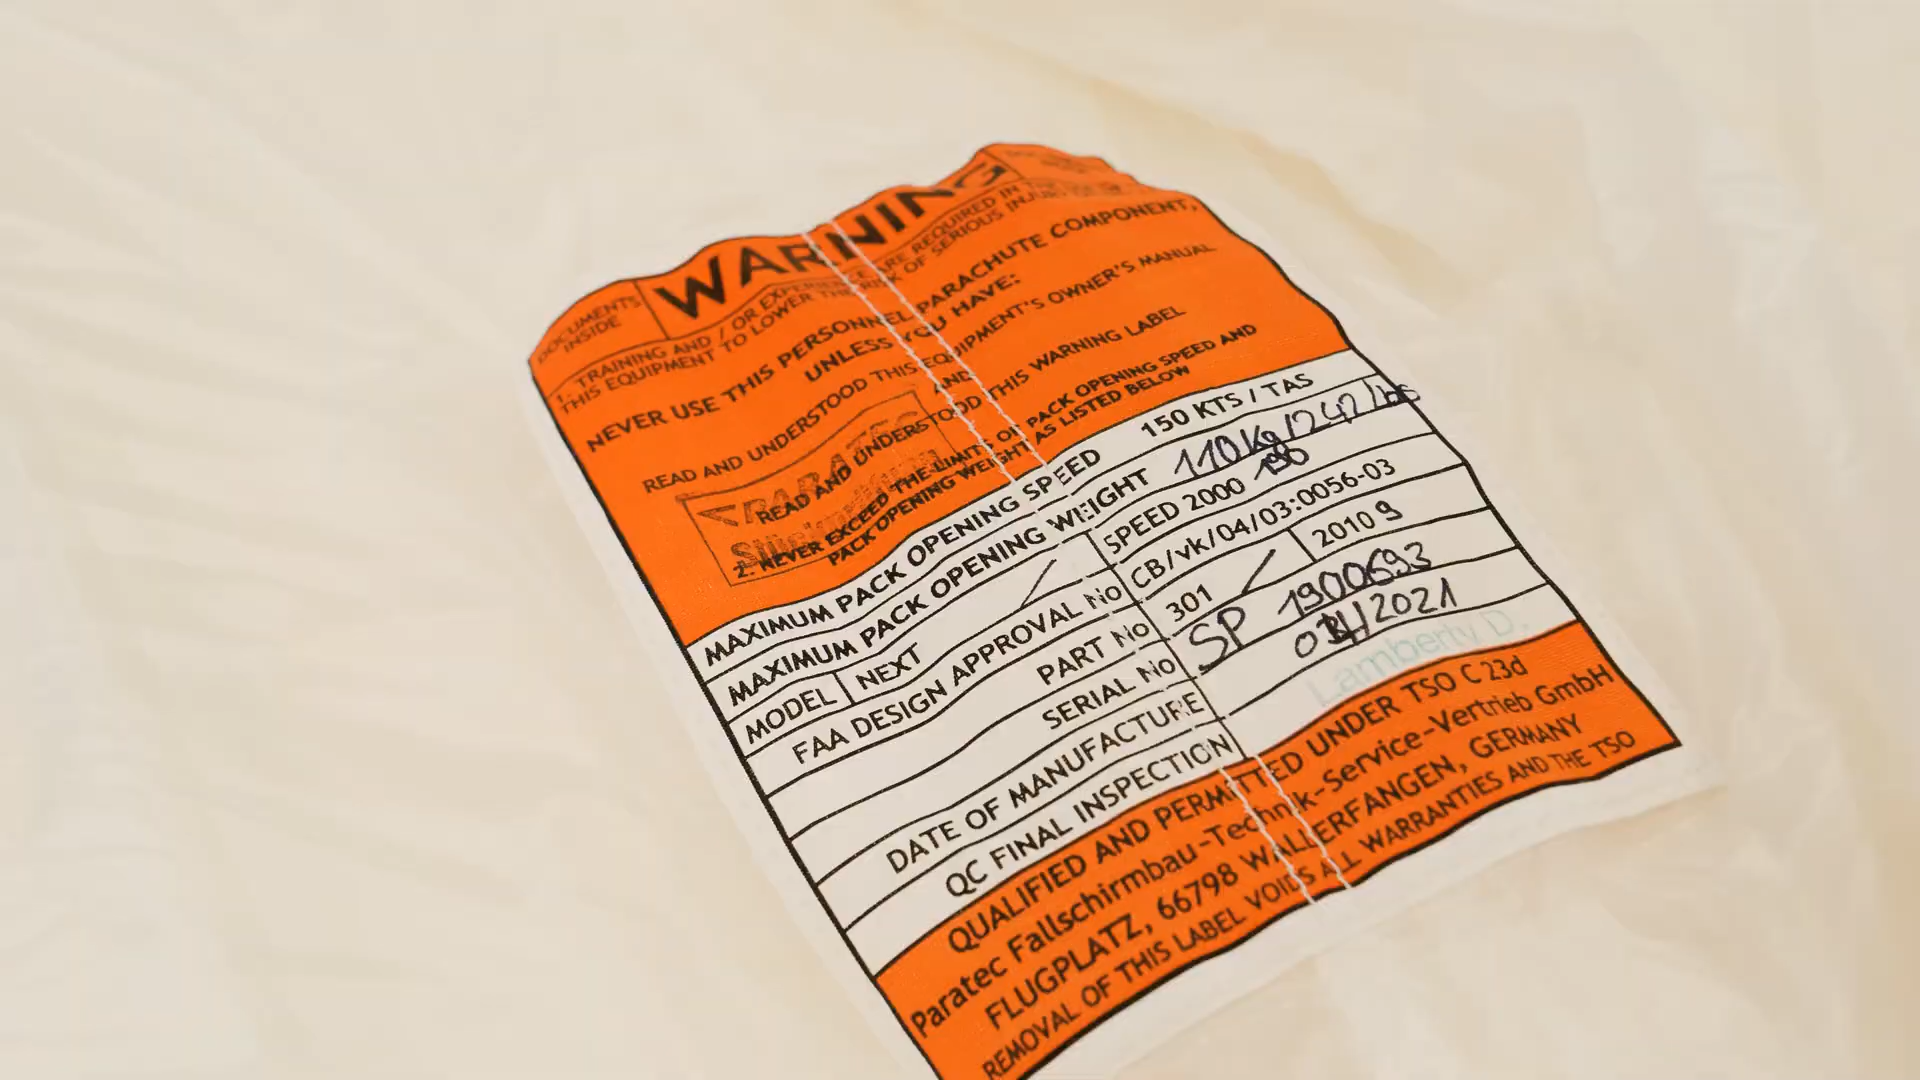 WARNING
DOCUMENTS
INSIDE
1. TRAINING AND / OR EXPERIENCE ARE REQUIRED IN
THIS EQUIPMENT TO LOWER THE RISK OF SERIOUS
NEVER USE THIS PERSONNEL PARACHUTE COMPONENT,
UNLESS YOU HAVE:
READ AND UNDERSTOOD THIS EQUIPMENT'S OWNER'S MANUAL
AND
READ AND UNDERSTOOD THIS WARNING LABEL
PARATEC
2. NEVER EXCEED THE LIMITS OF PACK OPENING SPEED AND
PACK OPENING WEIGHT AS LISTED BELOW
MAXIMUM PACK OPENING SPEED 150 KTS / TAS
MAXIMUM PACK OPENING WEIGHT 110 Kg/242 lbs
MODEL NEXT SPEED 2000 190
FAA DESIGN APPROVAL No CB/vk/04/03:0056-03
PART No 301 2010 9
SERIAL No SP 1900693
DATE OF MANUFACTURE 2021
QC FINAL INSPECTION Lamberty D.
QUALIFIED AND PERMITTED UNDER TSO C 23d
Paratec Fallschirmbau-Technik-Service-Vertrieb GmbH
FLUGPLATZ, 66798 WALLERFANGEN, GERMANY
REMOVAL OF THIS LABEL VOIDS ALL WARRANTIES AND THE TSO